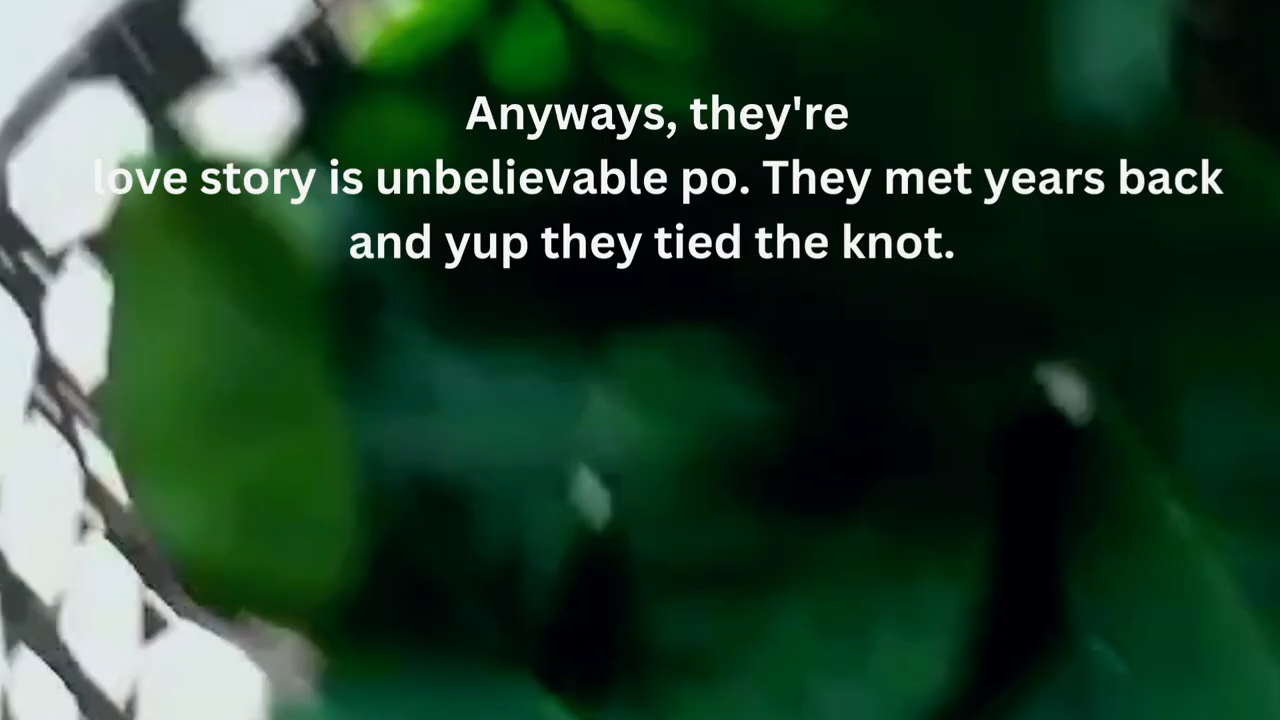 Anyways, they're
love story is unbelievable po. They met years back
and yup they tied the knot.